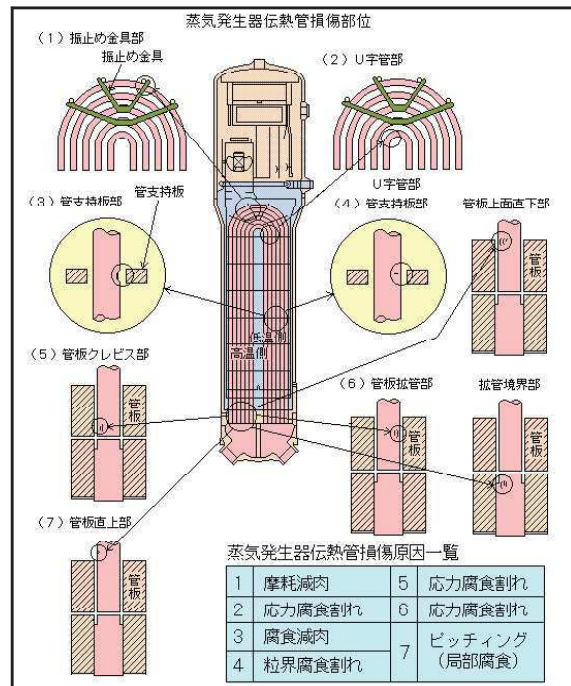 蒸気発生器伝熱管損傷部位
(1)振止め金具部
振止め金具
(2)U字管部
U字管部
(3)管支持板部
管支持板
(4)管支持板部
管板上面直下部
低温側
高温側
管板
(5)管板クレビス部
管板
(6)管板拡管部
管板
拡管境界部
管板
(7)管板直上部
管板
蒸気発生器伝熱管損傷原因一覧
1 摩耗減肉 5 応力腐食割れ
2 応力腐食割れ 6 応力腐食割れ
3 腐食減肉 7 ピッチング
4 粒界腐食割れ (局部腐食)